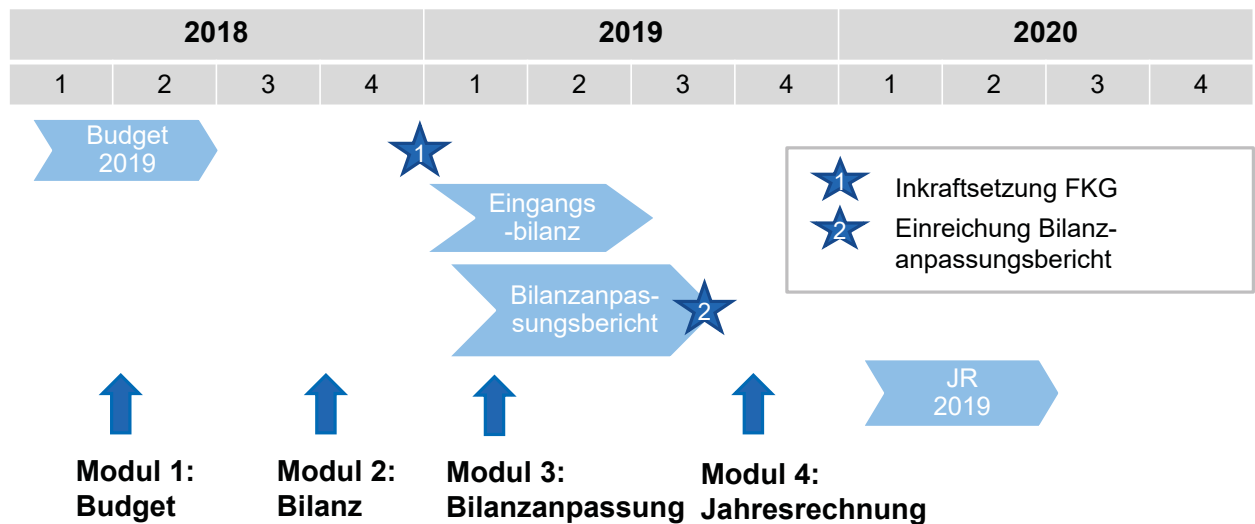 2018 2019 2020
1 2 3 4 1 2 3 4 1 2 3 4
Budget
2019
1
Eingangs
-bilanz
Bilanzanpas-
sungsbericht
2
1 Inkraftsetzung FKG
2 Einreichung Bilanz-
anpassungsbericht
JR
2019
Modul 1:
Budget
Modul 2:
Bilanz
Modul 3:
Bilanzanpassung
Modul 4:
Jahresrechnung